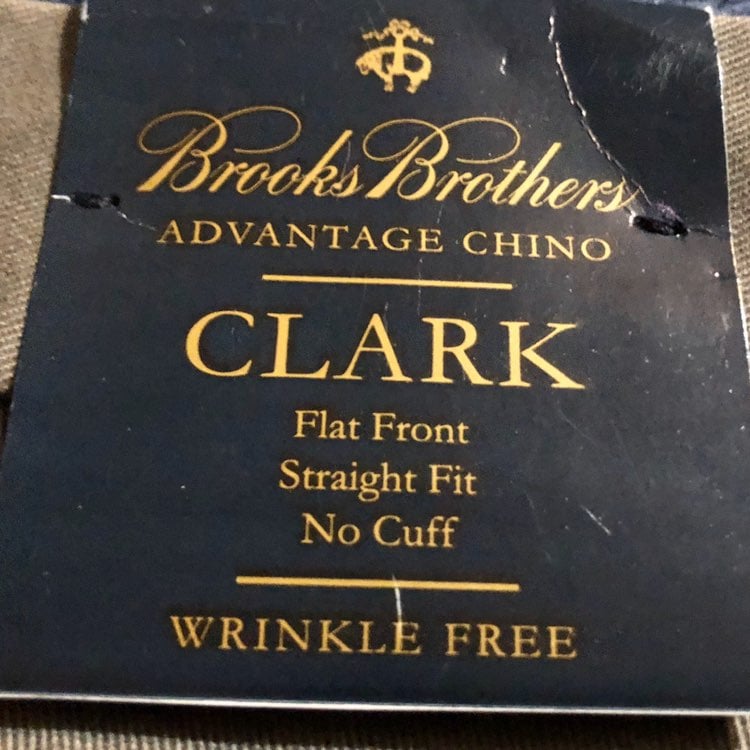 Brooks Brothers
ADVANTAGE CHINO
CLARK
Flat Front
Straight Fit
No Cuff
WRINKLE FREE